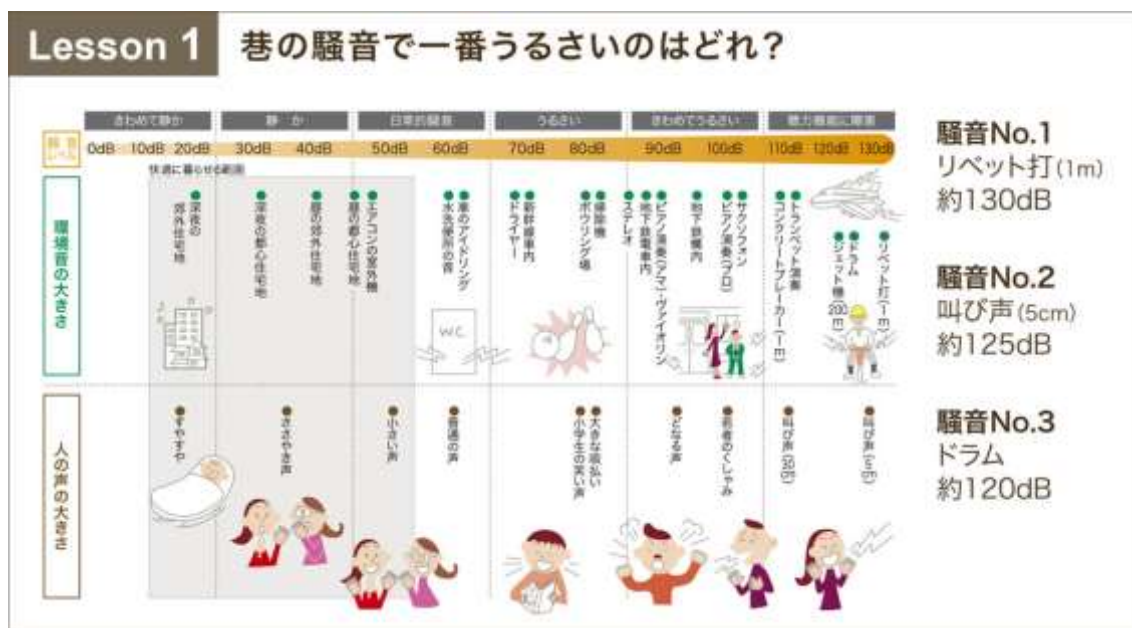 Lesson 1 巷の騒音で一番うるさいのはどれ？
きわめて静か 静か 日常的騒音 うるさい きわめてうるさい 聴力機能に障害
騒音レベル 0dB 10dB 20dB 30dB 40dB 50dB 60dB 70dB 80dB 90dB 100dB 110dB 120dB 130dB
快適に暮らせる範囲
環境音の大きさ
深夜の郊外住宅地
深夜の都心住宅地
昼の郊外住宅地
昼の都心住宅地
エアコンの室外機
水洗便所の音
車のアイドリング
ドライヤー
新幹線車内
ボウリング場
掃除機
ステレオ
地下鉄電車内
ピアノ演奏(アマ)・ヴァイオリン
地下鉄構内
ピアノ演奏(プロ)
サクソフォン
コンクリートブレーカー(1m)
トランペット演奏
ジェット機(200m)
ドラム
リベット打(1m)
WC
人の声の大きさ
すやすや
ささやき声
小さい声
普通の声
小学生の笑い声
大きな咳払い
どなる声
若者のくしゃみ
叫び声(30cm)
叫び声(5cm)
騒音No.1
リベット打(1m)
約130dB
騒音No.2
叫び声(5cm)
約125dB
騒音No.3
ドラム
約120dB